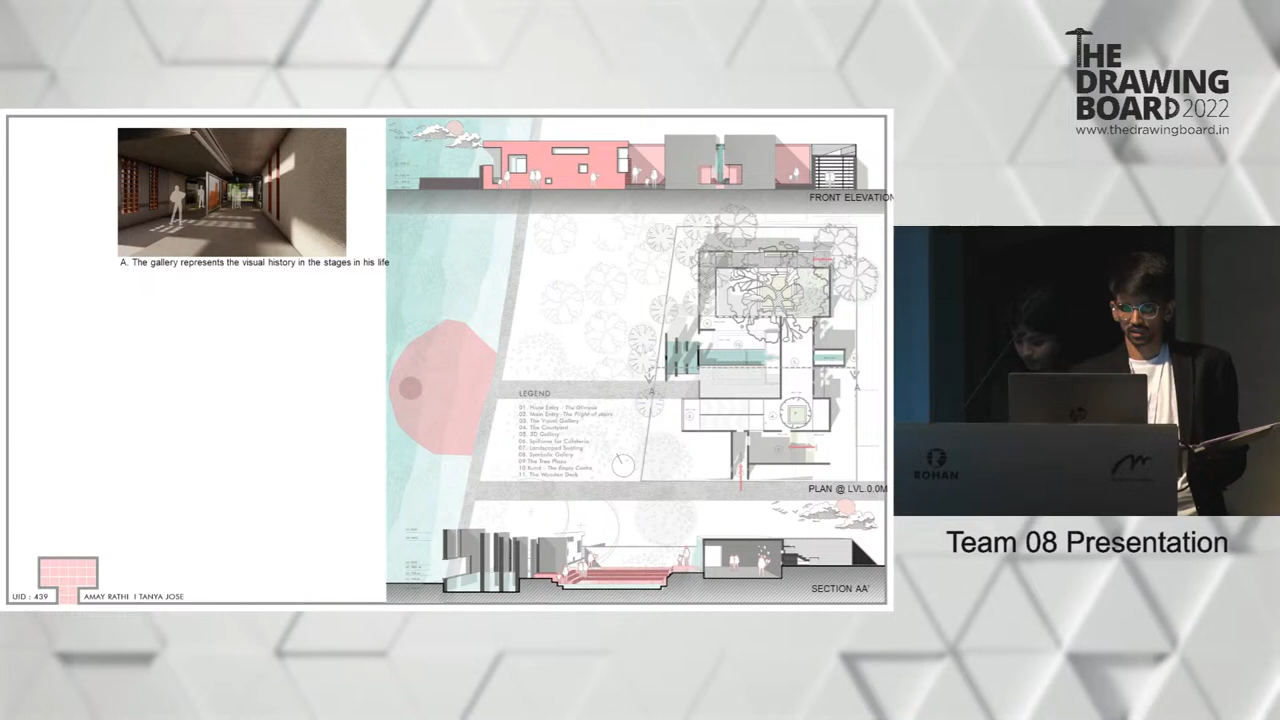 THE
DRAWING
BOARD 2022
www.thedrawingboard.in
A. The gallery represents the visual history in the stages in his life
FRONT ELEVATION
LEGEND
01. House Entry - The Glimpse
02. Main Entry - The Flight of stairs
03. The Visual Gallery
04. The Courtyard
05. 3D Gallery
06. Spillover for Cafeteria
07. Landscaped Seating
08. Symbolic Gallery
09 The Tree Plaza
10 Kund - The Empty Centre
11. The Wooden Deck
PLAN @ LVL.0.0M
A
A
SECTION AA'
UID : 439
AMAY RATHI I TANYA JOSE
ROHAN
Team 08 Presentation